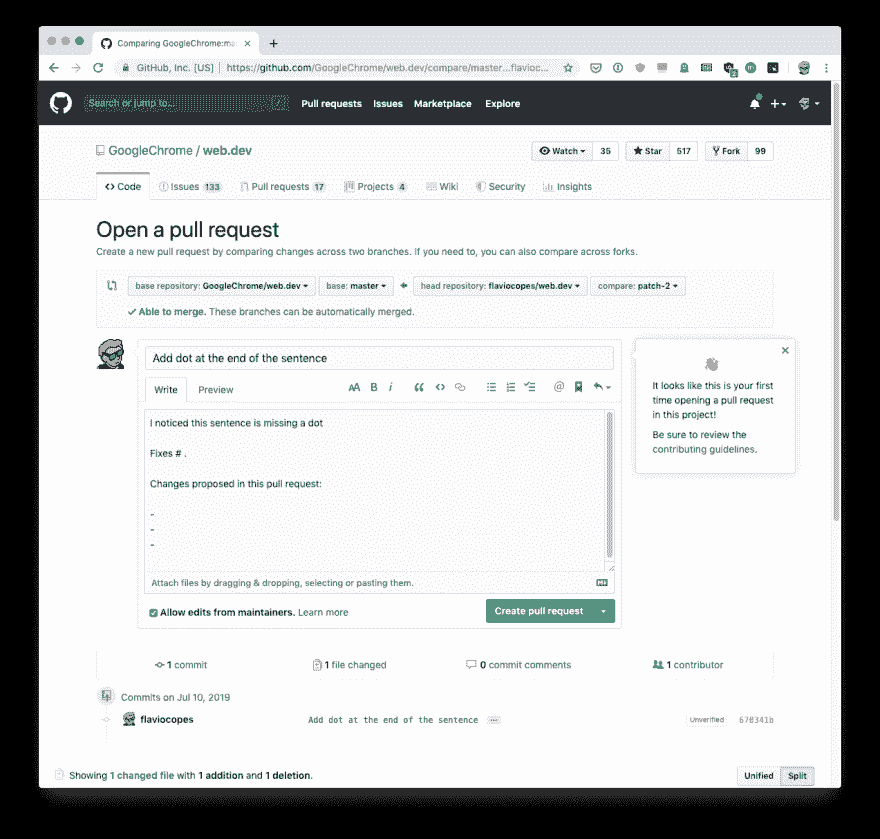 Comparing GoogleChrome:ma
GitHub, Inc. [US] https://github.com/GoogleChrome/web.dev/compare/master...flavioc...
2
Search or jump to... /
Pull requests Issues Marketplace Explore
GoogleChrome / web.dev
Watch 35 Star 517 Fork 99
Code Issues 133 Pull requests 17 Projects 4 Wiki Security Insights
Open a pull request
Create a new pull request by comparing changes across two branches. If you need to, you can also compare across forks.
base repository: GoogleChrome/web.dev base: master head repository: flaviocopes/web.dev compare: patch-2
Able to merge. These branches can be automatically merged.
Add dot at the end of the sentence
Write Preview
I noticed this sentence is missing a dot
Fixes # .
Changes proposed in this pull request:
-
-
-
Attach files by dragging & dropping, selecting or pasting them.
Allow edits from maintainers. Learn more
Create pull request
It looks like this is your first
time opening a pull request
in this project!
Be sure to review the
contributing guidelines.
1 commit 1 file changed 0 commit comments 1 contributor
Commits on Jul 10, 2019
flaviocopes Add dot at the end of the sentence ... Unverified 670341b
Showing 1 changed file with 1 addition and 1 deletion.
Unified Split